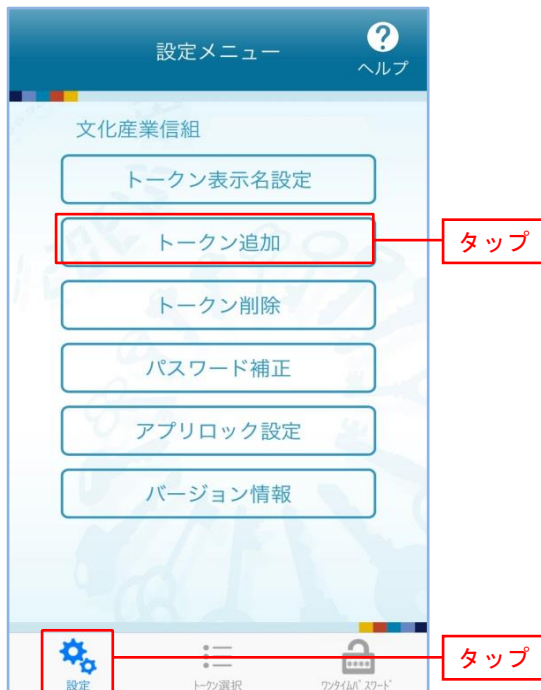 設定メニュー
?
ヘルプ
文化産業信組
トークン表示名設定
トークン追加
タップ
トークン削除
パスワード補正
アプリロック設定
バージョン情報
タップ
設定
トークン選択
ワンタイムパスワード